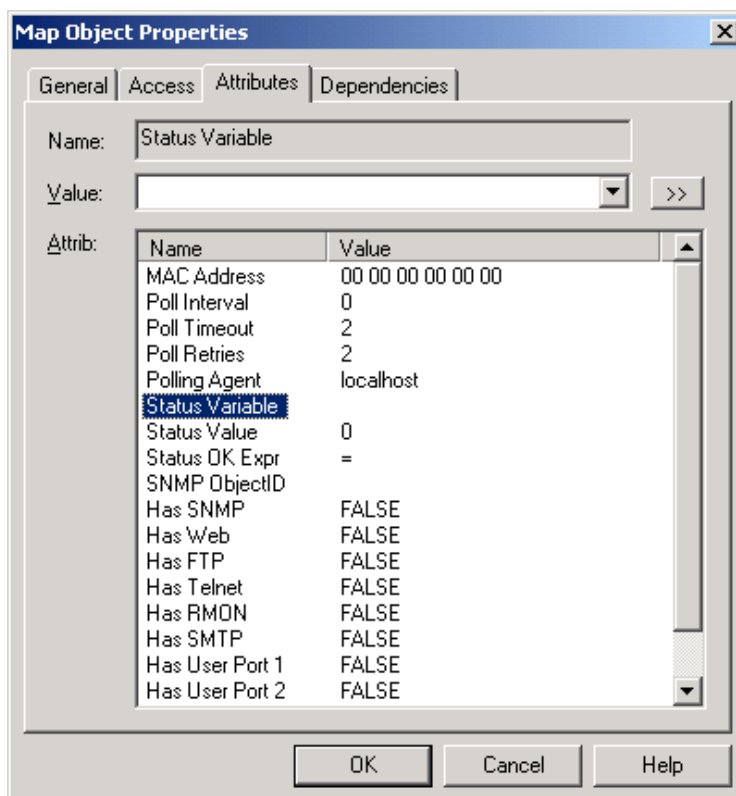 Map Object Properties
General Access Attributes Dependencies
Name: Status Variable
Value: >>
Attrib: Name Value
MAC Address 00 00 00 00 00 00
Poll Interval 0
Poll Timeout 2
Poll Retries 2
Polling Agent localhost
Status Variable
Status Value 0
Status OK Expr =
SNMP ObjectID
Has SNMP FALSE
Has Web FALSE
Has FTP FALSE
Has Telnet FALSE
Has RMON FALSE
Has SMTP FALSE
Has User Port 1 FALSE
Has User Port 2 FALSE
OK Cancel Help